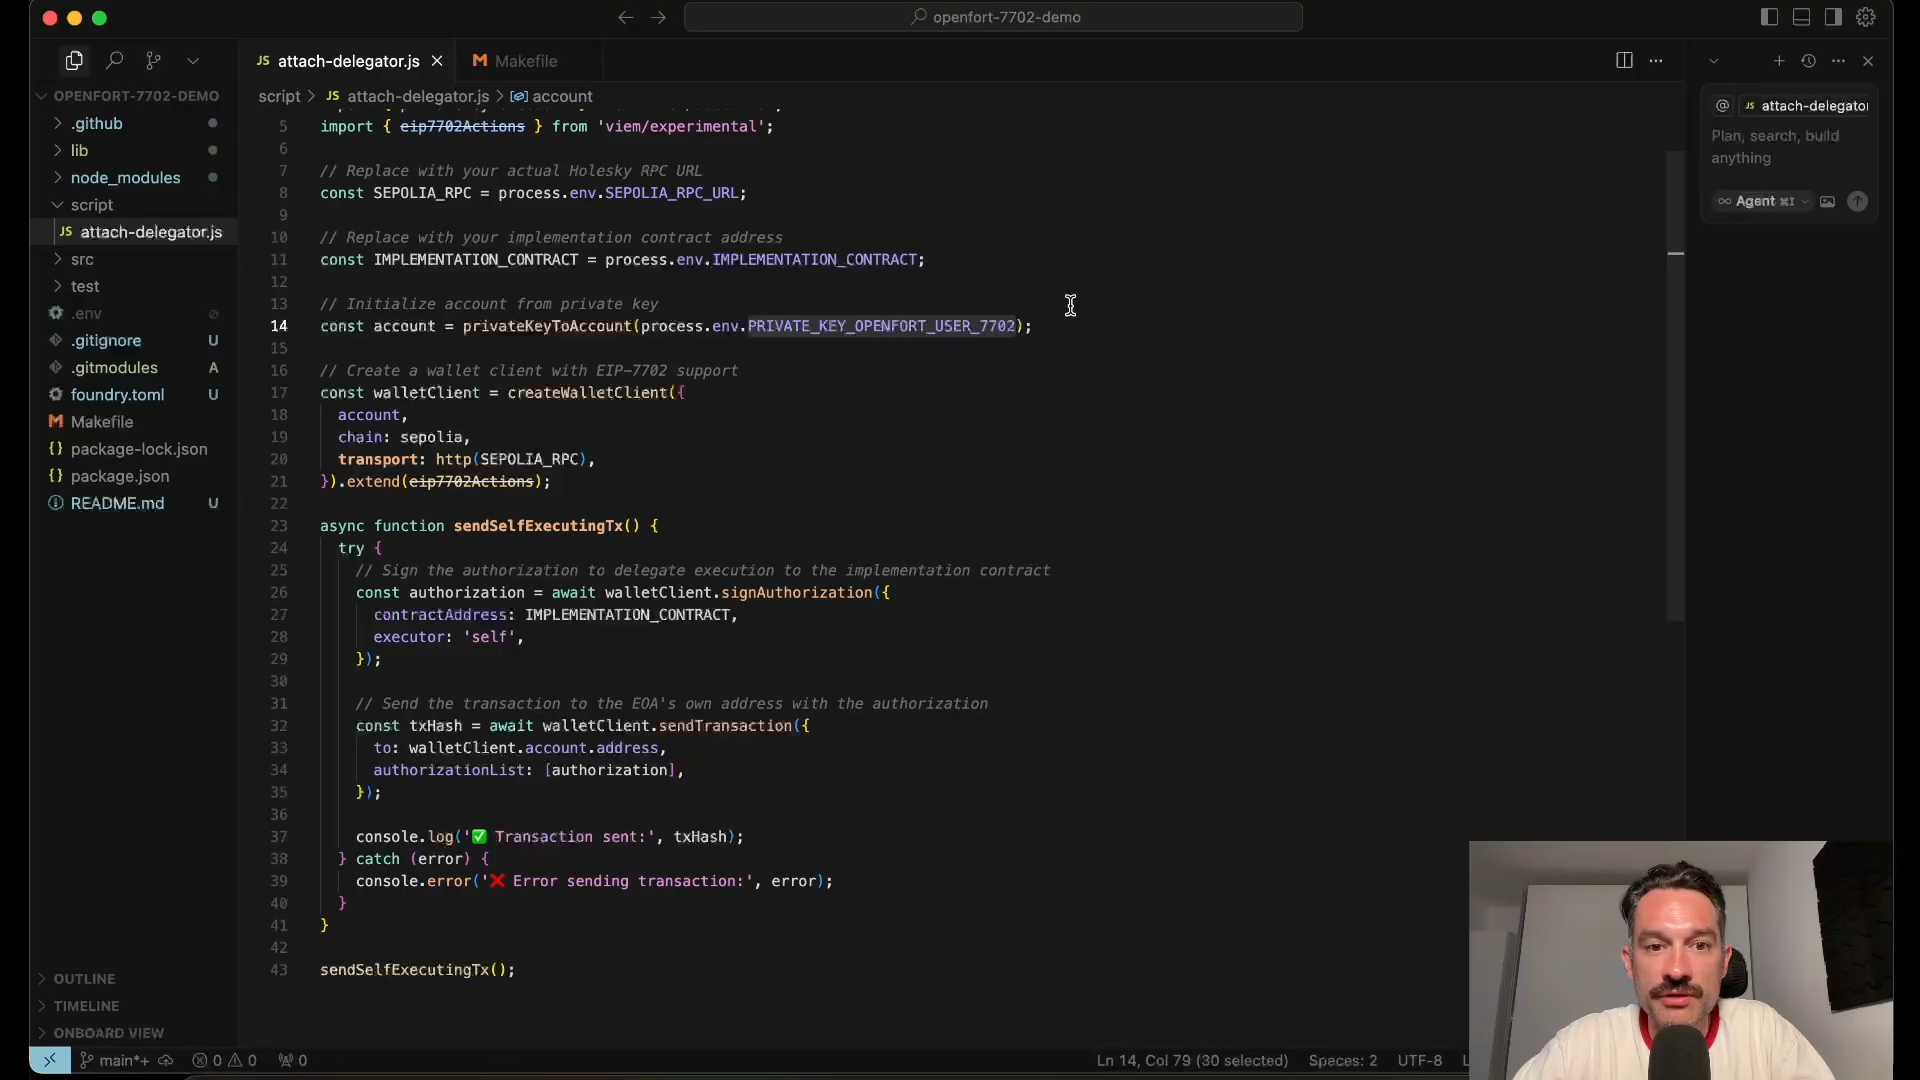 openfort-7702-demo
JS attach-delegator.js
Makefile
script > JS attach-delegator.js > account
OPENFORT-7702-DEMO
.github
lib
node_modules
script
JS attach-delegator.js
src
test
.env
.gitignore U
.gitmodules A
foundry.toml U
Makefile
{} package-lock.json
{} package.json
README.md U
OUTLINE
TIMELINE
ONBOARD VIEW
5 import { eip7702Actions } from 'viem/experimental';
6
7 // Replace with your actual Holesky RPC URL
8 const SEPOLIA_RPC = process.env.SEPOLIA_RPC_URL;
9
10 // Replace with your implementation contract address
11 const IMPLEMENTATION_CONTRACT = process.env.IMPLEMENTATION_CONTRACT;
12
13 // Initialize account from private key
14 const account = privateKeyToAccount(process.env.PRIVATE_KEY_OPENFORT_USER_7702);
15
16 // Create a wallet client with EIP-7702 support
17 const walletClient = createWalletClient({
18 account,
19 chain: sepolia,
20 transport: http(SEPOLIA_RPC),
21 }).extend(eip7702Actions);
22
23 async function sendSelfExecutingTx() {
24 try {
25 // Sign the authorization to delegate execution to the implementation contract
26 const authorization = await walletClient.signAuthorization({
27 contractAddress: IMPLEMENTATION_CONTRACT,
28 executor: 'self',
29 });
30
31 // Send the transaction to the EOA's own address with the authorization
32 const txHash = await walletClient.sendTransaction({
33 to: walletClient.account.address,
34 authorizationList: [authorization],
35 });
36
37 console.log('✅ Transaction sent:', txHash);
38 } catch (error) {
39 console.error('❌ Error sending transaction:', error);
40 }
41 }
42
43 sendSelfExecutingTx();
@ JS attach-delegator
Plan, search, build
anything
∞ Agent ⌘I
main*+ 0 0 0
Ln 14, Col 79 (30 selected) Spaces: 2 UTF-8 L